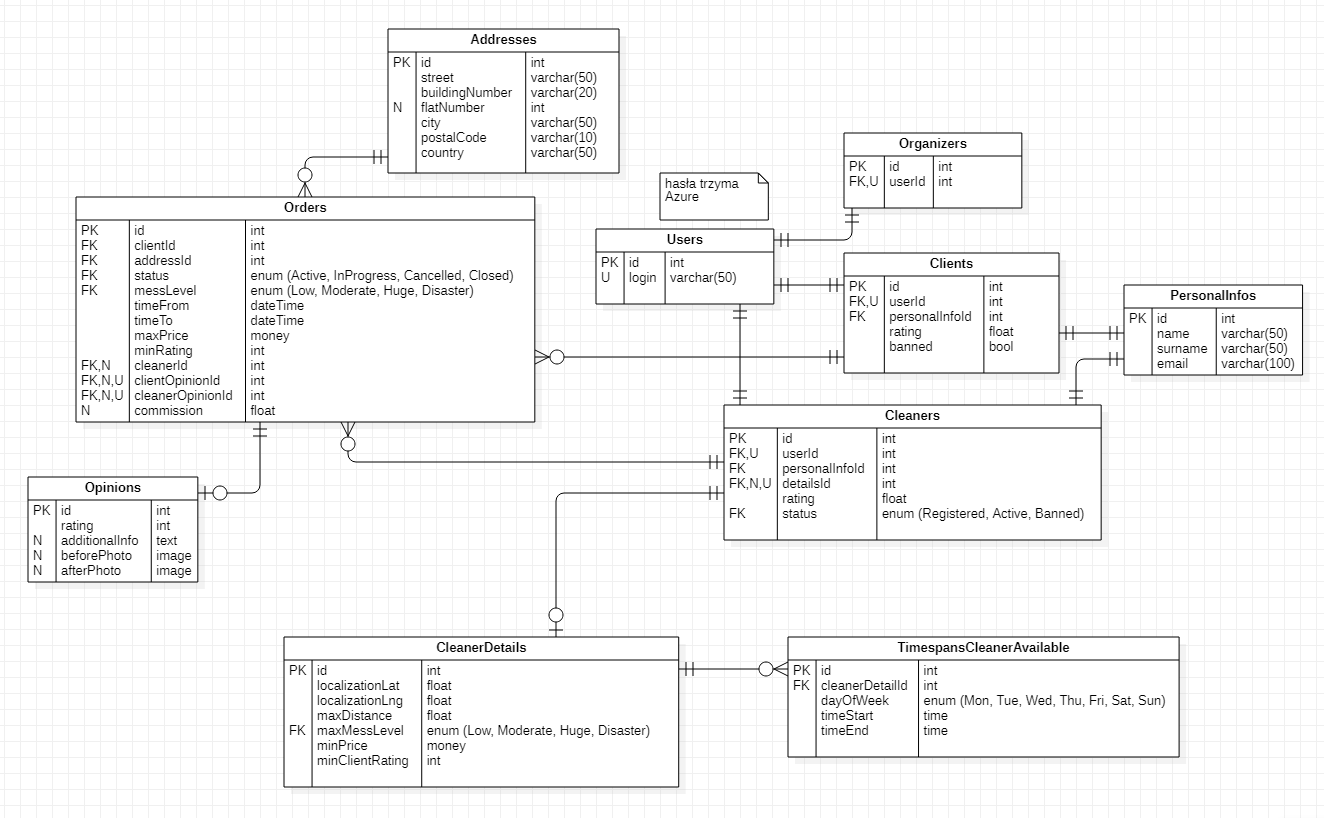 Addresses
PK id int
street varchar(50)
buildingNumber varchar(20)
N flatNumber int
city varchar(50)
postalCode varchar(10)
country varchar(50)
Organizers
PK id int
FK,U userId int
hasła trzyma
Azure
Orders
PK id int
FK clientId int
FK addressId int
FK status enum (Active, InProgress, Cancelled, Closed)
FK messLevel enum (Low, Moderate, Huge, Disaster)
timeFrom dateTime
timeTo dateTime
maxPrice money
minRating int
FK,N cleanerId int
FK,N,U clientOpinionId int
FK,N,U cleanerOpinionId int
N commission float
Users
PK id int
U login varchar(50)
Clients
PK id int
FK,U userId int
FK personalInfoId int
rating float
banned bool
PersonalInfos
PK id int
name varchar(50)
surname varchar(50)
email varchar(100)
Cleaners
PK id int
FK,U userId int
FK personalInfoId int
FK,N,U detailsId int
rating float
FK status enum (Registered, Active, Banned)
Opinions
PK id int
rating int
N additionalInfo text
N beforePhoto image
N afterPhoto image
CleanerDetails
PK id int
localizationLat float
localizationLng float
maxDistance float
FK maxMessLevel enum (Low, Moderate, Huge, Disaster)
minPrice money
minClientRating int
TimespansCleanerAvailable
PK id int
FK cleanerDetailId int
dayOfWeek enum (Mon, Tue, Wed, Thu, Fri, Sat, Sun)
timeStart time
timeEnd time